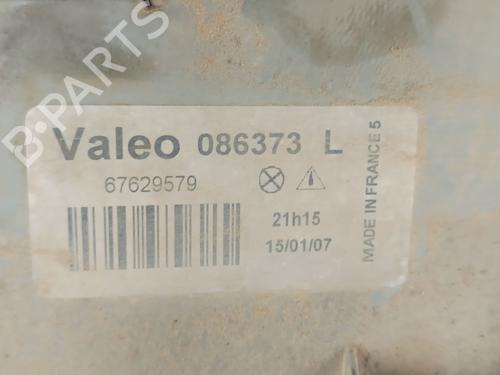 B-PARTS
Valeo 086373 L
67629579
21h15
15/01/07
MADE IN FRANCE 5